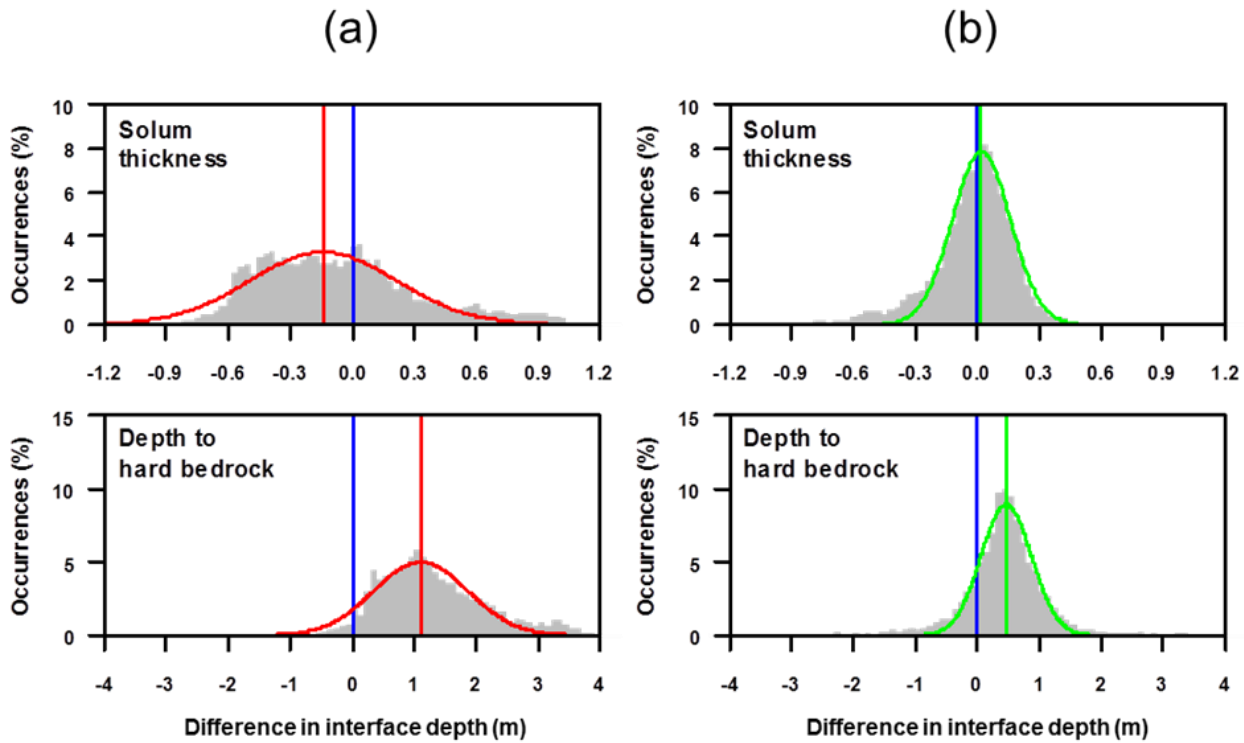 (a)
(b)
Solum
thickness
Occurrences (%)
10
8
6
4
2
0
-1.2 -0.9 -0.6 -0.3 0.0 0.3 0.6 0.9 1.2
Solum
thickness
Occurrences (%)
10
8
6
4
2
0
-1.2 -0.9 -0.6 -0.3 0.0 0.3 0.6 0.9 1.2
Depth to
hard bedrock
Occurrences (%)
15
10
5
0
-4 -3 -2 -1 0 1 2 3 4
Difference in interface depth (m)
Depth to
hard bedrock
Occurrences (%)
15
10
5
0
-4 -3 -2 -1 0 1 2 3 4
Difference in interface depth (m)